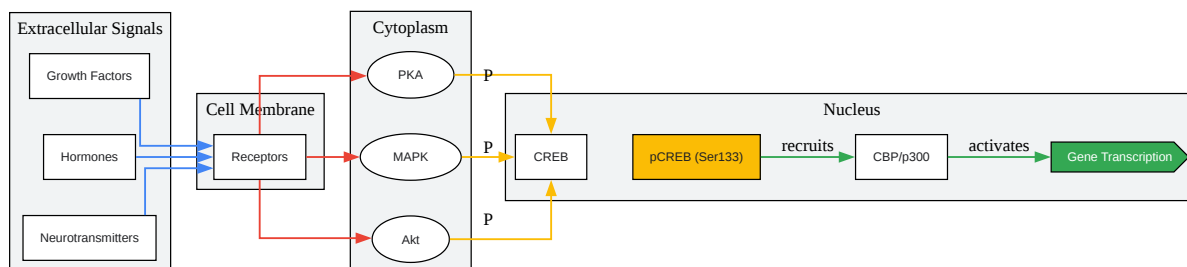 Extracellular Signals
Growth Factors
Hormones
Neurotransmitters
Cell Membrane
Receptors
Cytoplasm
PKA
MAPK
Akt
P
P
P
Nucleus
CREB
pCREB (Ser133)
recruits
CBP/p300
activates
Gene Transcription